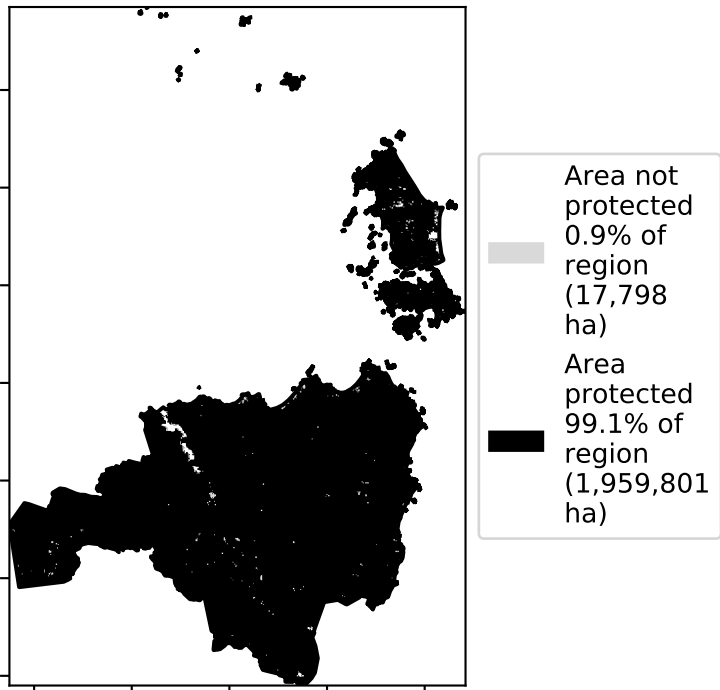 Area not
protected
0.9% of
region
(17,798
ha)
Area
protected
99.1% of
region
(1,959,801
ha)